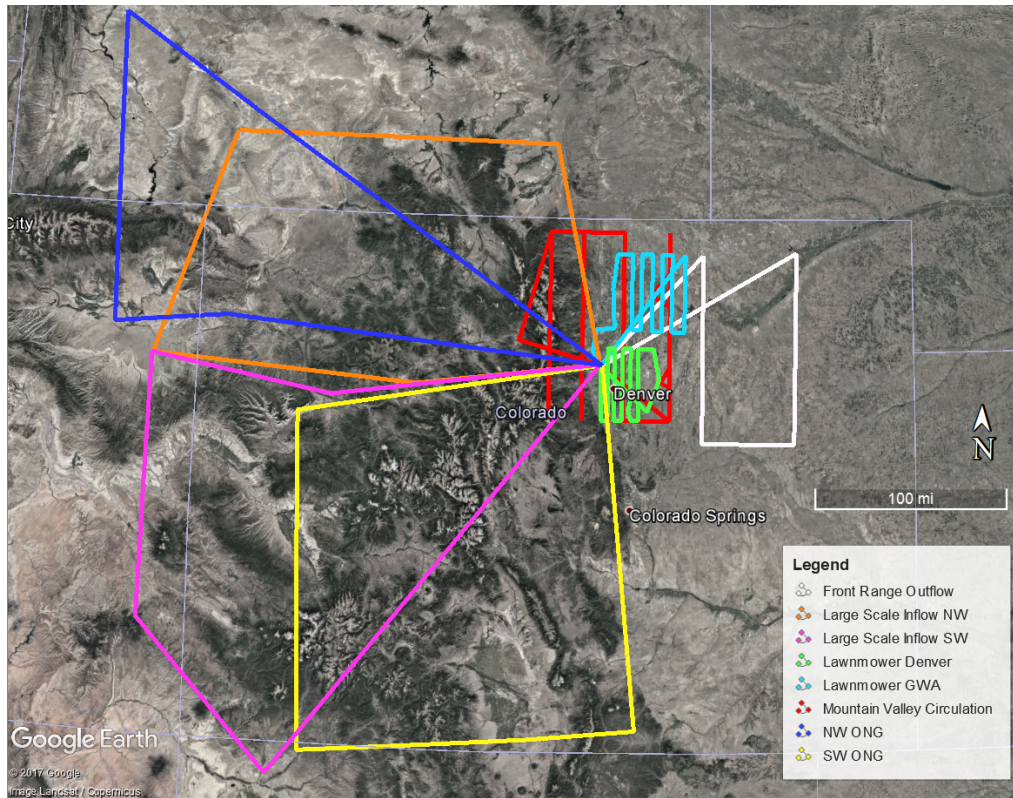 City
Denver
Colorado
N
100 mi
Colorado Springs
Legend
Front Range Outflow
Large Scale Inflow NW
Large Scale Inflow SW
Lawnmower Denver
Lawnmower GWA
Mountain Valley Circulation
NW ONG
SW ONG
Google Earth
© 2017 Google
Image Landsat / Copernicus